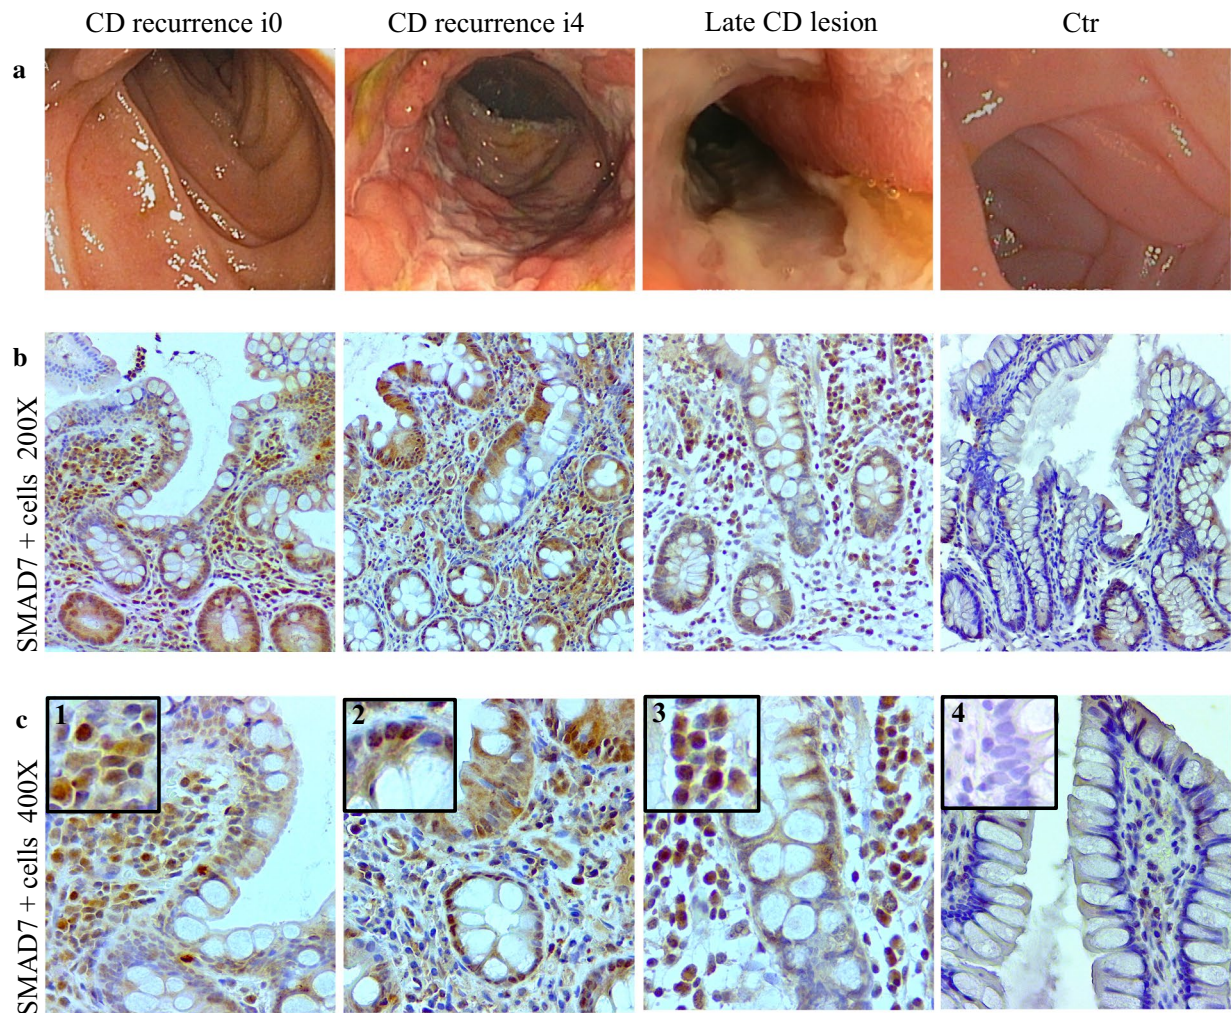 CD recurrence i0
CD recurrence i4
Late CD lesion
Ctr
a
b
SMAD7 + cells 200X
c
SMAD7 + cells 400X
1
2
3
4